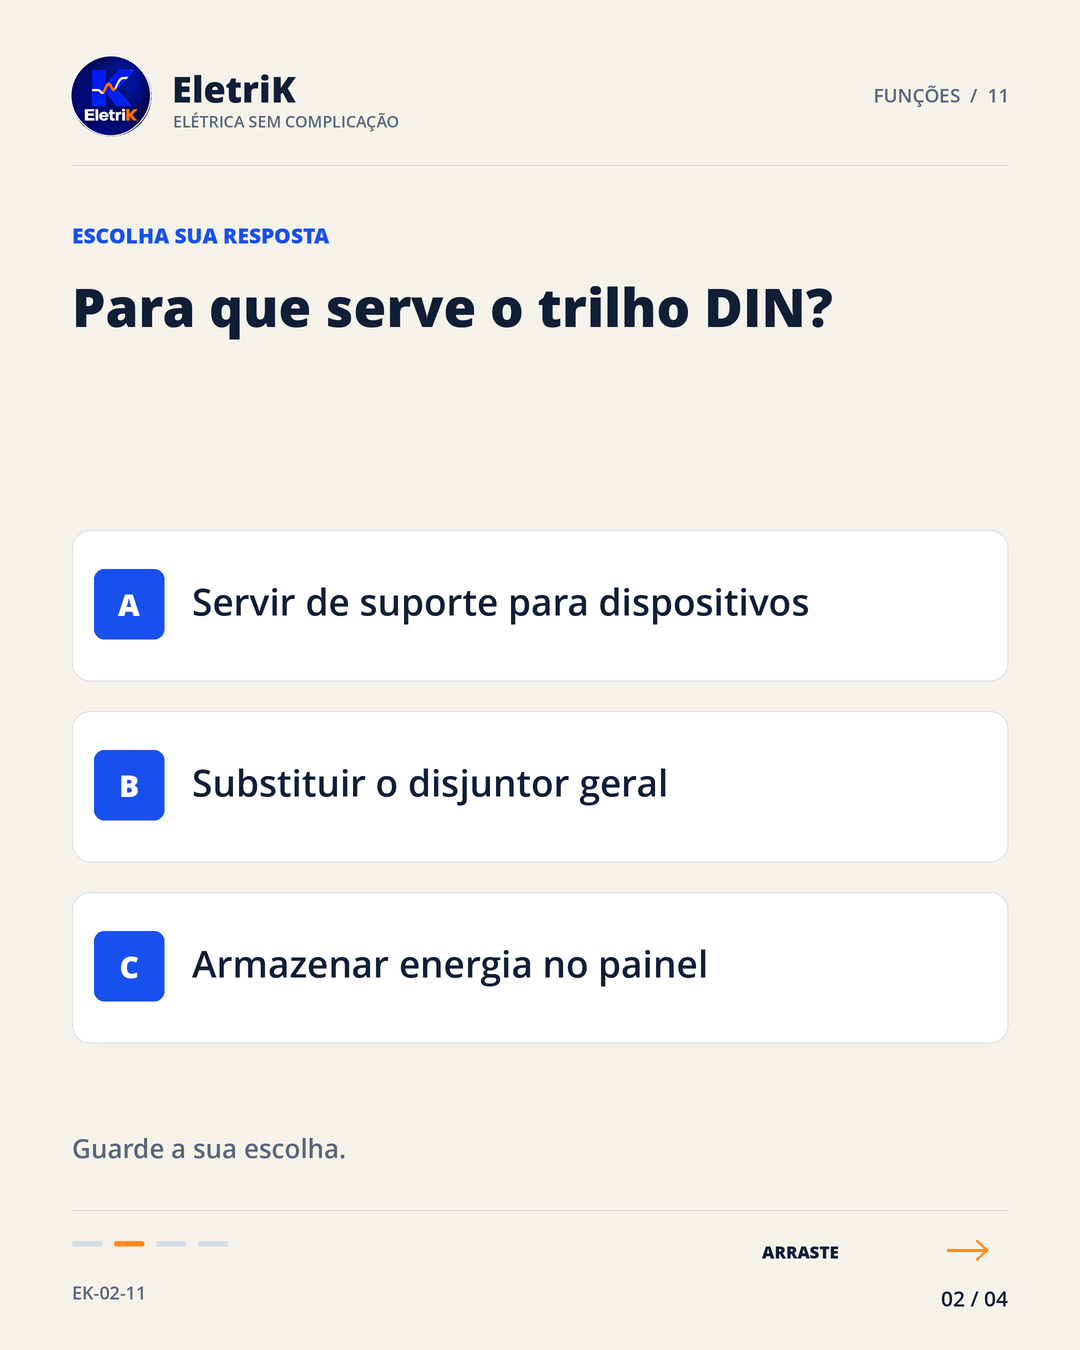 EletriK
EletriK
ELÉTRICA SEM COMPLICAÇÃO
FUNÇÕES / 11
ESCOLHA SUA RESPOSTA
Para que serve o trilho DIN?
A Servir de suporte para dispositivos
B Substituir o disjuntor geral
C Armazenar energia no painel
Guarde a sua escolha.
ARRASTE
EK-02-11
02 / 04